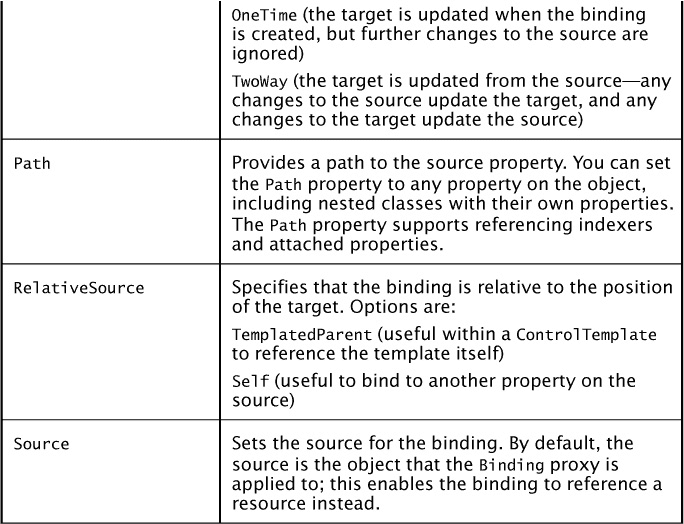 OneTime (the target is updated when the binding
is created, but further changes to the source are
ignored)
TwoWay (the target is updated from the source—any
changes to the source update the target, and any
changes to the target update the source)
Path
Provides a path to the source property. You can set
the Path property to any property on the object,
including nested classes with their own properties.
The Path property supports referencing indexers
and attached properties.
RelativeSource
Specifies that the binding is relative to the position
of the target. Options are:
TemplatedParent (useful within a ControlTemplate
to reference the template itself)
Self (useful to bind to another property on the
source)
Source
Sets the source for the binding. By default, the
source is the object that the Binding proxy is
applied to; this enables the binding to reference a
resource instead.